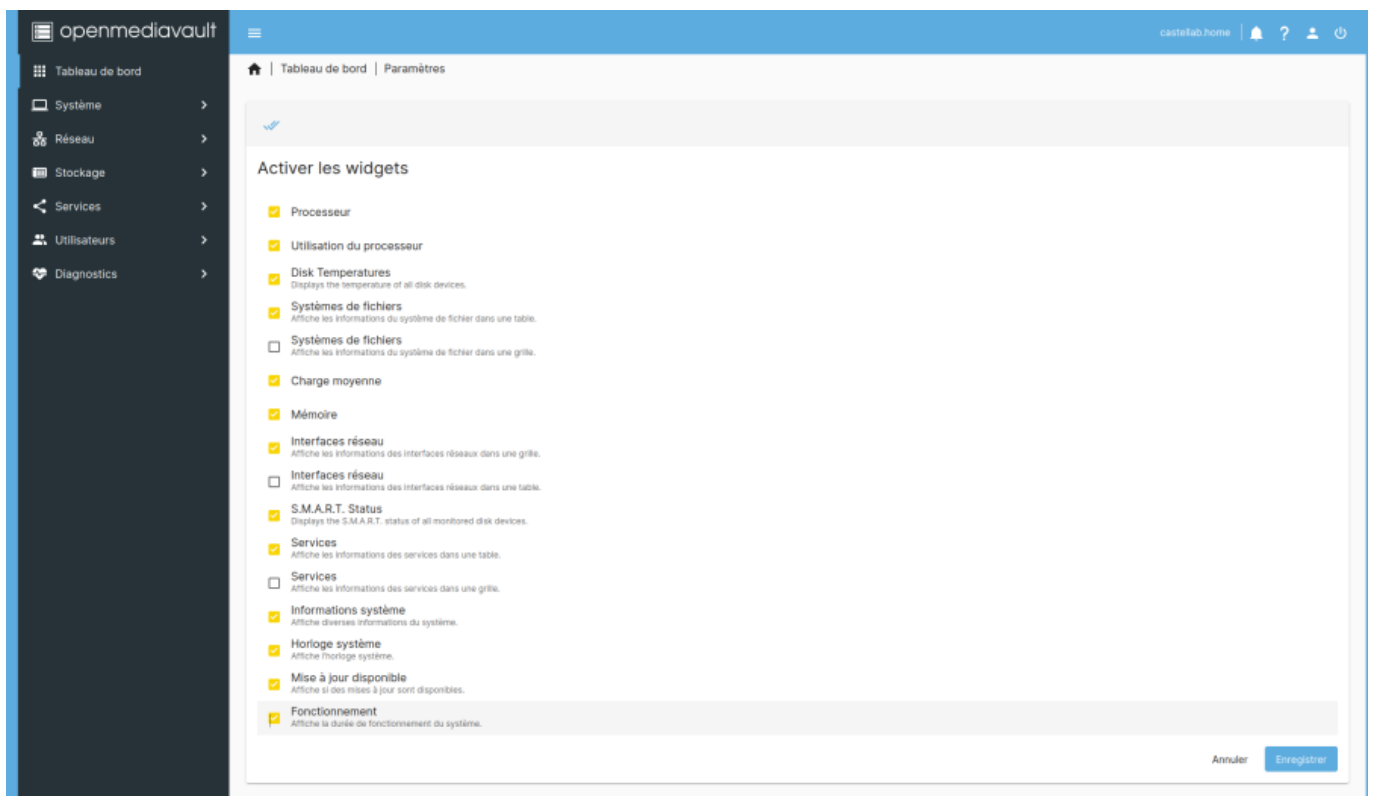 openmediavault
castellab.home
Tableau de bord
Système
Réseau
Stockage
Services
Utilisateurs
Diagnostics
Tableau de bord | Paramètres
Activer les widgets
Processeur
Utilisation du processeur
Disk Temperatures
Displays the temperature of all disk devices.
Systèmes de fichiers
Affiche les informations du système de fichier dans une table.
Systèmes de fichiers
Affiche les informations du système de fichier dans une grille.
Charge moyenne
Mémoire
Interfaces réseau
Affiche les informations des interfaces réseaux dans une grille.
Interfaces réseau
Affiche les informations des interfaces réseaux dans une table.
S.M.A.R.T. Status
Displays the S.M.A.R.T. status of all monitored disk devices.
Services
Affiche les informations des services dans une table.
Services
Affiche les informations des services dans une grille.
Informations système
Affiche diverses informations du système.
Horloge système
Affiche l'horloge système.
Mise à jour disponible
Affiche si des mises à jour sont disponibles.
Fonctionnement
Affiche la durée de fonctionnement du système.
Annuler
Enregistrer